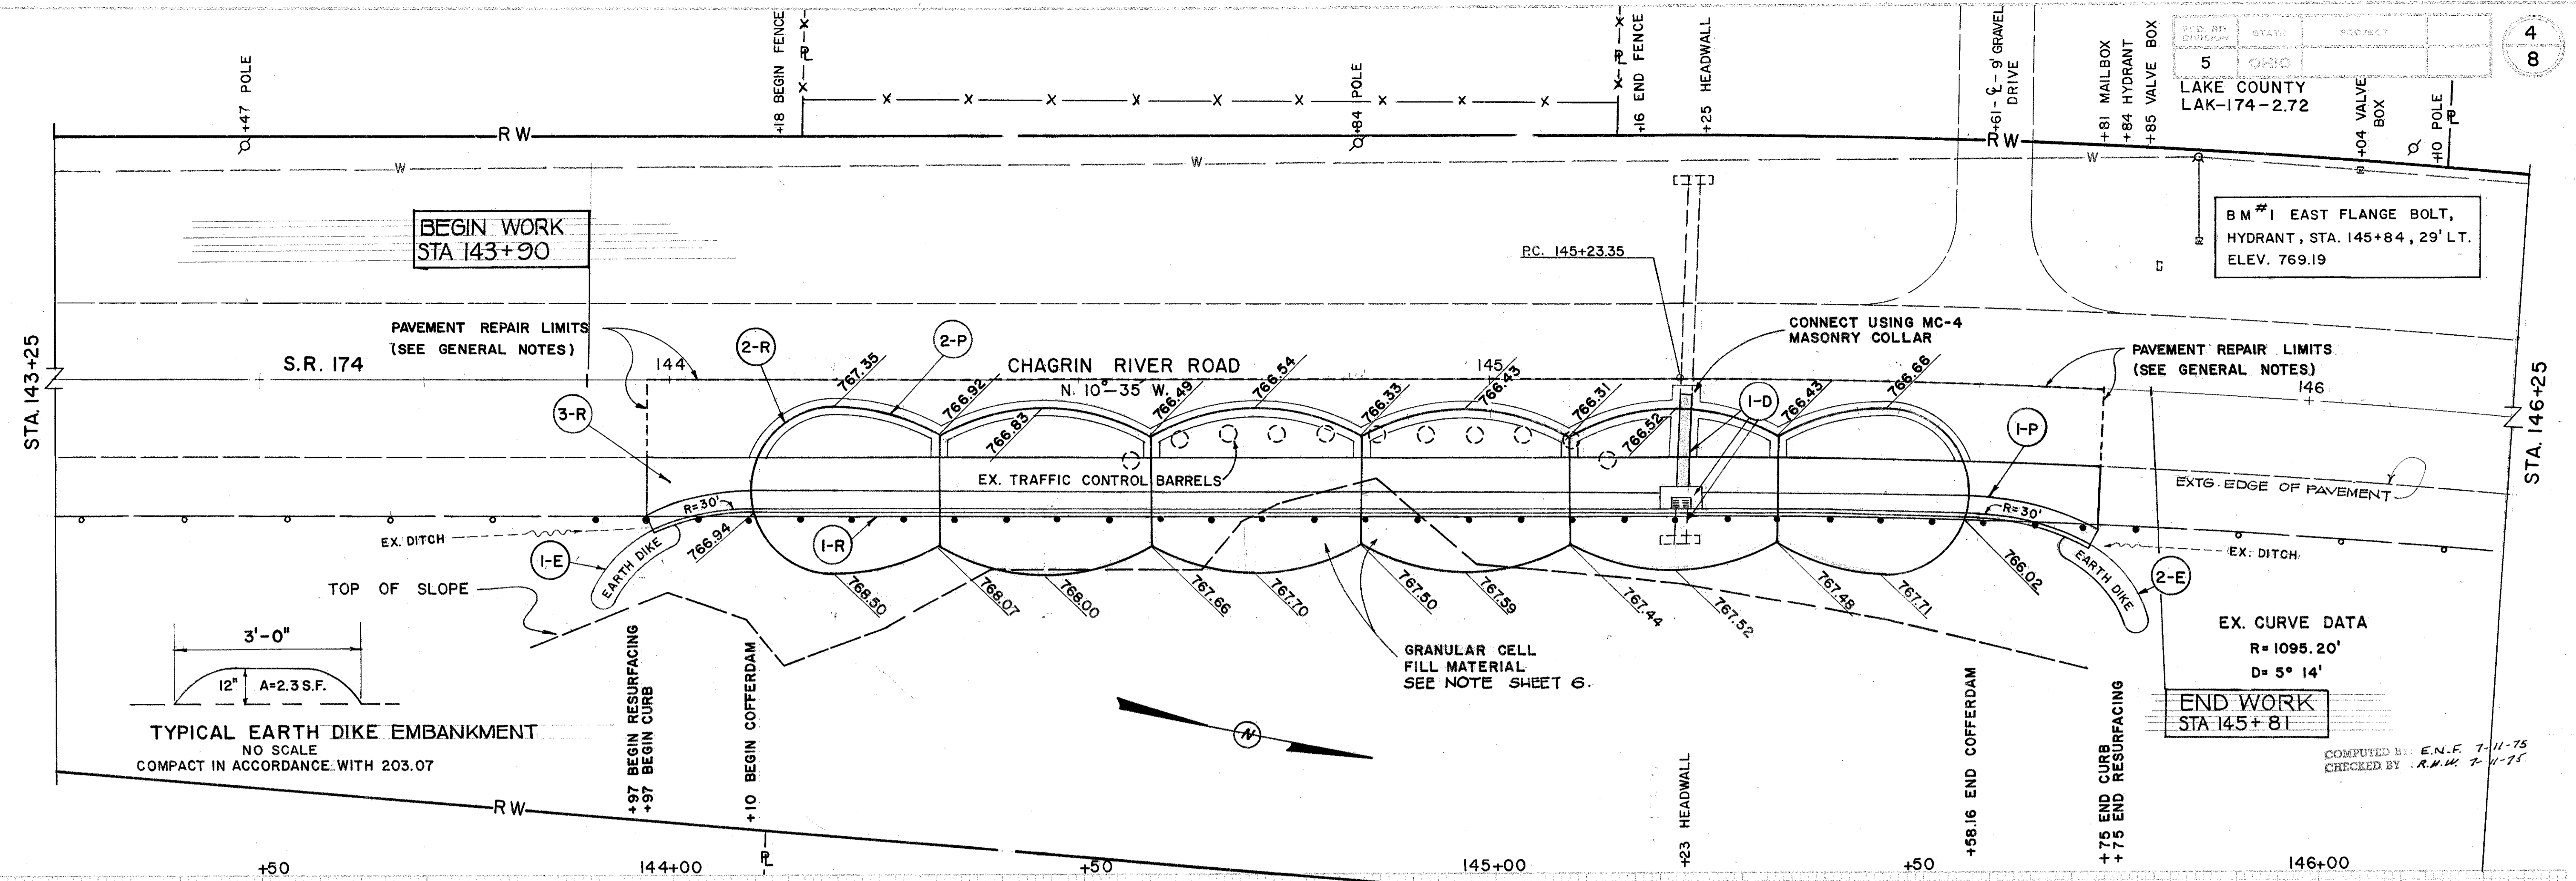 +47 POLE
+18 BEGIN FENCE
X
PL
X
+84 POLE
X
PL
X
+16 END FENCE
+25 HEADWALL
+61- CL - 9' GRAVEL
DRIVE
+81 MAILBOX
+84 HYDRANT
+85 VALVE BOX
FED. RD.
DIVISION
STATE
PROJECT
5
OHIO
4
8
LAKE COUNTY
LAK-174-2.72
+04 VALVE
BOX
+10 POLE
PL
X X X X X X X X X
RW
RW
W
W
W
BEGIN WORK
STA 143+90
P.C. 145+23.35
BM #1 EAST FLANGE BOLT,
HYDRANT, STA. 145+84, 29' LT.
ELEV. 769.19
STA. 143+25
PAVEMENT REPAIR LIMITS
(SEE GENERAL NOTES)
S.R. 174
144
2-R
2-P
767.35
766.92
CHAGRIN RIVER ROAD
N. 10°-35' W.
766.83
766.49
766.54
766.33
145
766.43
766.31
766.52
CONNECT USING MC-4
MASONRY COLLAR
1-D
766.43
766.66
PAVEMENT REPAIR LIMITS
(SEE GENERAL NOTES)
146
STA. 146+25
3-R
1-P
EX. TRAFFIC CONTROL BARRELS
EXTG. EDGE OF PAVEMENT
R=30'
R=30'
EX. DITCH
EX. DITCH
1-E
EARTH DIKE
766.94
1-R
766.02
EARTH DIKE
2-E
TOP OF SLOPE
768.50
768.07
768.00
767.66
767.70
767.50
767.59
767.44
767.52
767.48
767.71
3'-0"
12"
A=2.3 S.F.
TYPICAL EARTH DIKE EMBANKMENT
NO SCALE
COMPACT IN ACCORDANCE WITH 203.07
+97 BEGIN RESURFACING
+97 BEGIN CURB
+10 BEGIN COFFERDAM
GRANULAR CELL
FILL MATERIAL
SEE NOTE SHEET 6.
N
+23 HEADWALL
+58.16 END COFFERDAM
+75 END CURB
+75 END RESURFACING
EX. CURVE DATA
R=1095.20'
D=5° 14'
END WORK
STA 145+81
COMPUTED BY: E.N.F. 7-11-75
CHECKED BY: R.H.W. 7-11-75
RW
PL
+50
144+00
+50
145+00
+50
146+00